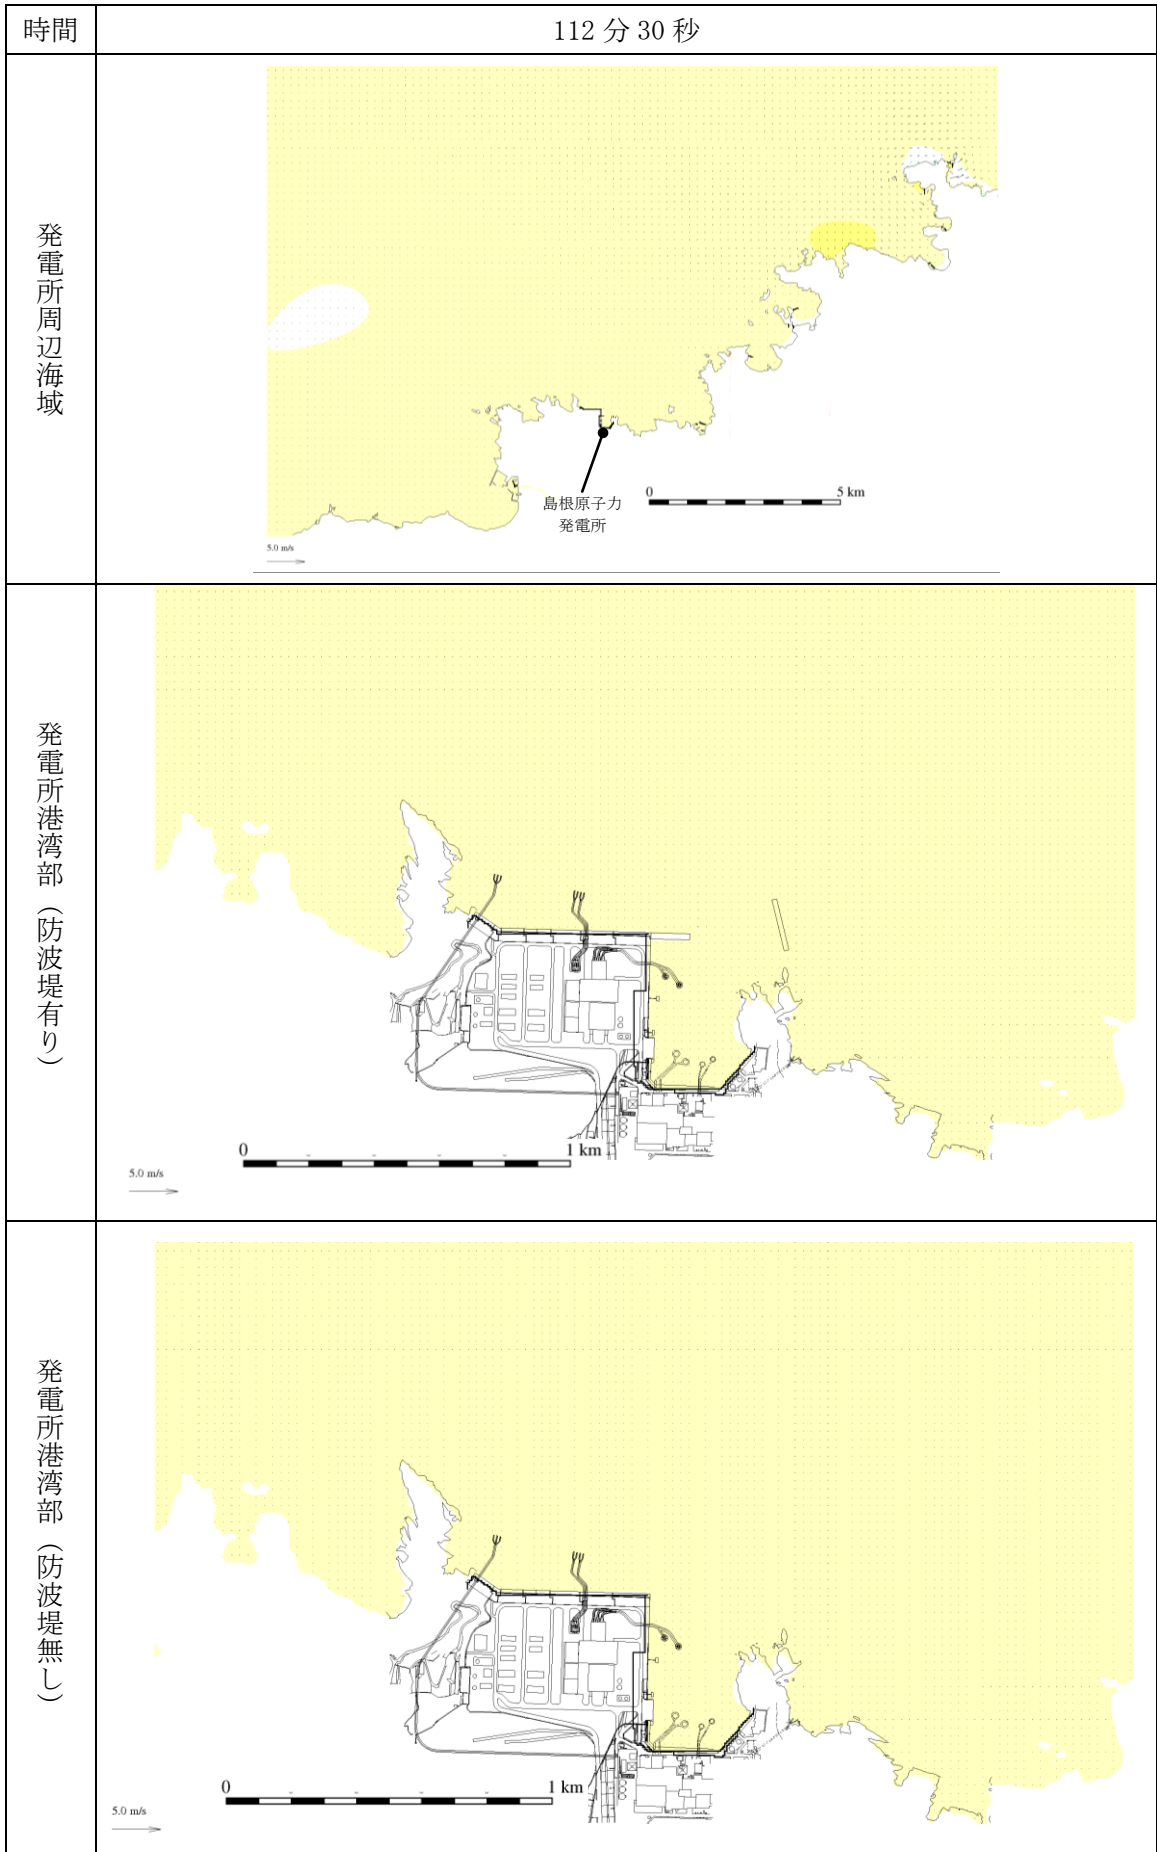 時間
112 分 30 秒
発電所周辺海域
島根原子力
発電所
0
5 km
5.0 m/s
発電所港湾部（防波堤有り）
0
1 km
5.0 m/s
発電所港湾部（防波堤無し）
0
1 km
5.0 m/s